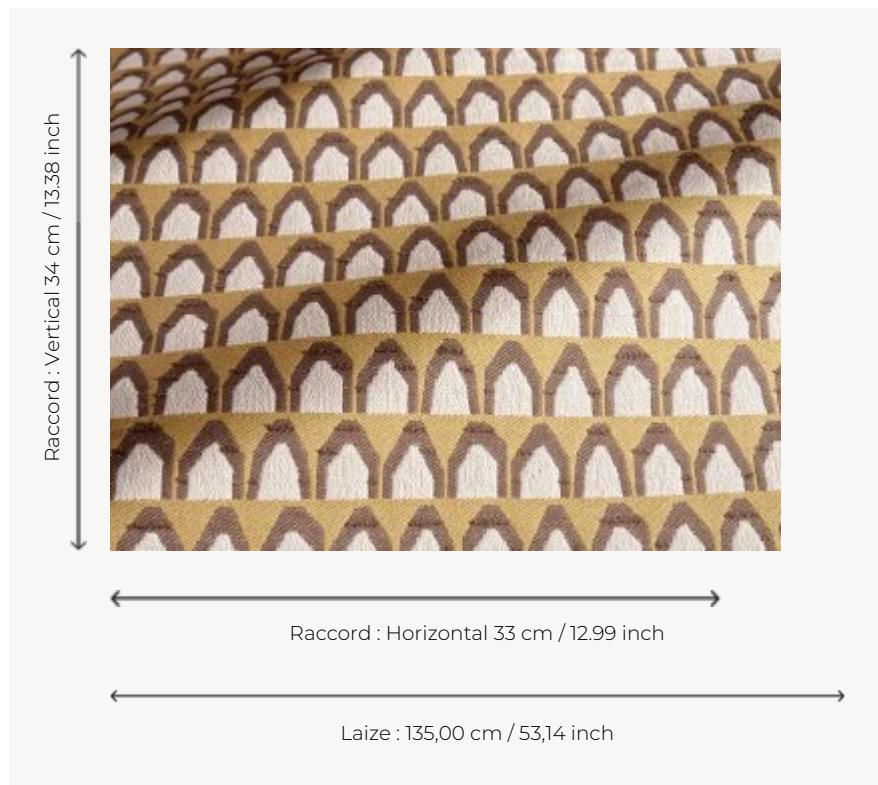 Raccord : Vertical 34 cm / 13.38 inch
Raccord : Horizontal 33 cm / 12.99 inch
Laize : 135,00 cm / 53,14 inch